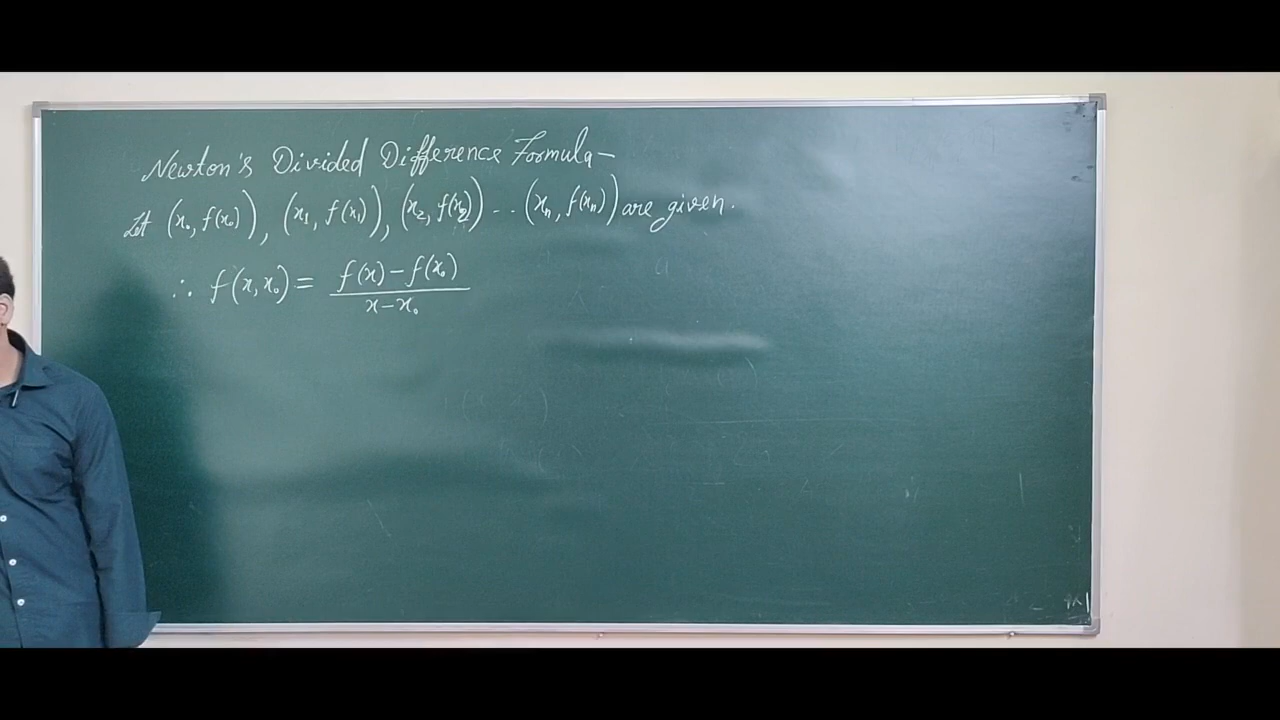 Newton's Divided Difference Formula—
Let (x₀, f(x₀)), (x₁, f(x₁)), (x₂, f(x₂)) -- (xₙ, f(xₙ)) are given.
∴ f(x, x₀) = f(x) – f(x₀) / x – x₀